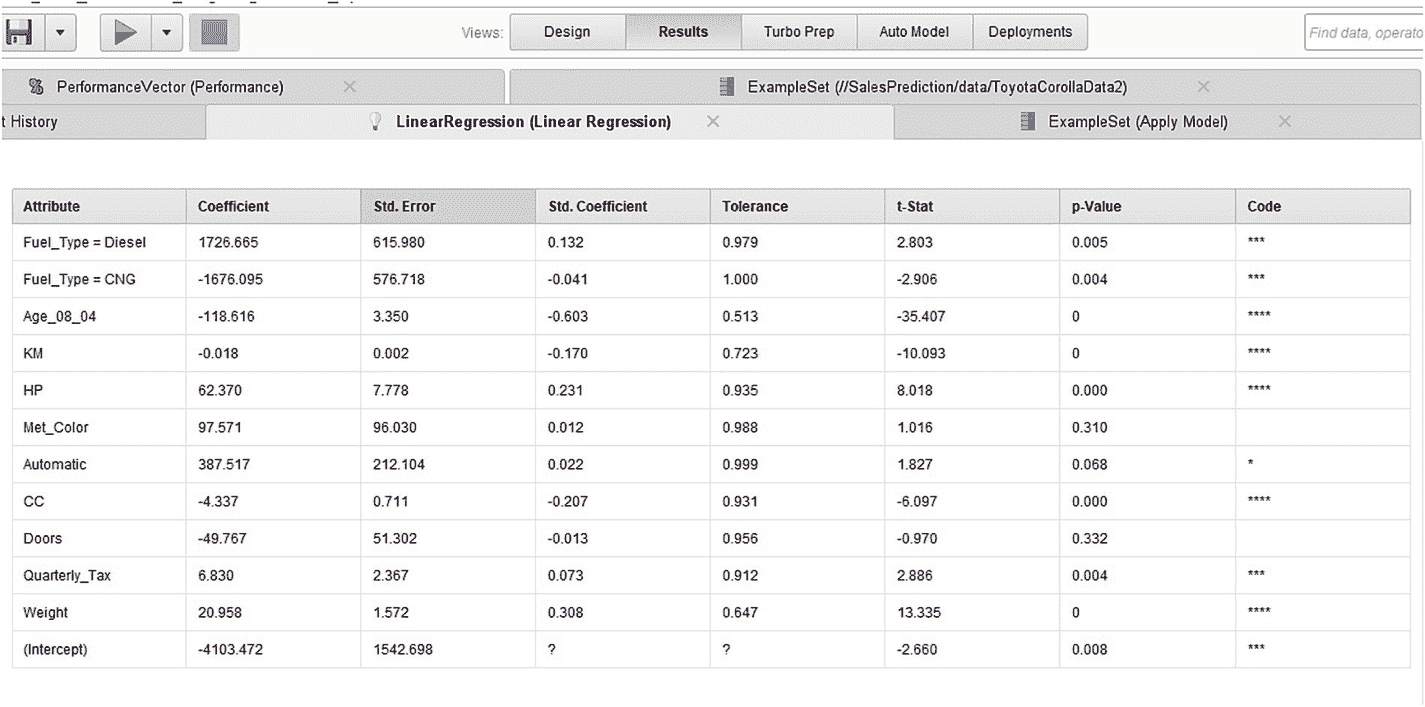 Views: Design Results Turbo Prep Auto Model Deployments Find data, operato
PerformanceVector (Performance) ExampleSet (//SalesPrediction/data/ToyotaCorollaData2)
t History LinearRegression (Linear Regression) ExampleSet (Apply Model)
Attribute Coefficient Std. Error Std. Coefficient Tolerance t-Stat p-Value Code
Fuel_Type = Diesel 1726.665 615.980 0.132 0.979 2.803 0.005 ***
Fuel_Type = CNG -1676.095 576.718 -0.041 1.000 -2.906 0.004 ***
Age_08_04 -118.616 3.350 -0.603 0.513 -35.407 0 ****
KM -0.018 0.002 -0.170 0.723 -10.093 0 ****
HP 62.370 7.778 0.231 0.935 8.018 0.000 ****
Met_Color 97.571 96.030 0.012 0.988 1.016 0.310
Automatic 387.517 212.104 0.022 0.999 1.827 0.068 *
CC -4.337 0.711 -0.207 0.931 -6.097 0.000 ****
Doors -49.767 51.302 -0.013 0.956 -0.970 0.332
Quarterly_Tax 6.830 2.367 0.073 0.912 2.886 0.004 ***
Weight 20.958 1.572 0.308 0.647 13.335 0 ****
(Intercept) -4103.472 1542.698 ? ? -2.660 0.008 ***